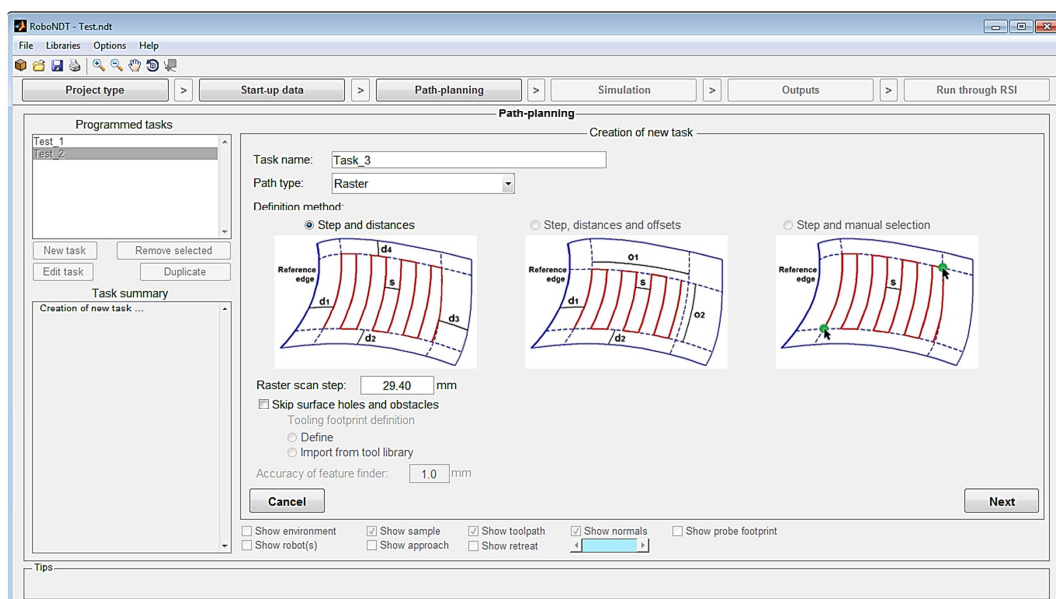 RoboNDT - Test.ndt
File Libraries Options Help
Project type > Start-up data > Path-planning > Simulation > Outputs > Run through RSI
Path-planning
Programmed tasks
Test_1
Test_2
New task Remove selected
Edit task Duplicate
Task summary
Creation of new task ...
Creation of new task
Task name: Task_3
Path type: Raster
Definition method:
Step and distances Step, distances and offsets Step and manual selection
Reference edge d1 d2 d3 d4 s
Reference edge d1 d2 o1 o2 s
Reference edge s
Raster scan step: 29.40 mm
Skip surface holes and obstacles
Tooling footprint definition
Define
Import from tool library
Accuracy of feature finder: 1.0 mm
Cancel Next
Show environment Show sample Show toolpath Show normals Show probe footprint
Show robot(s) Show approach Show retreat
Tips